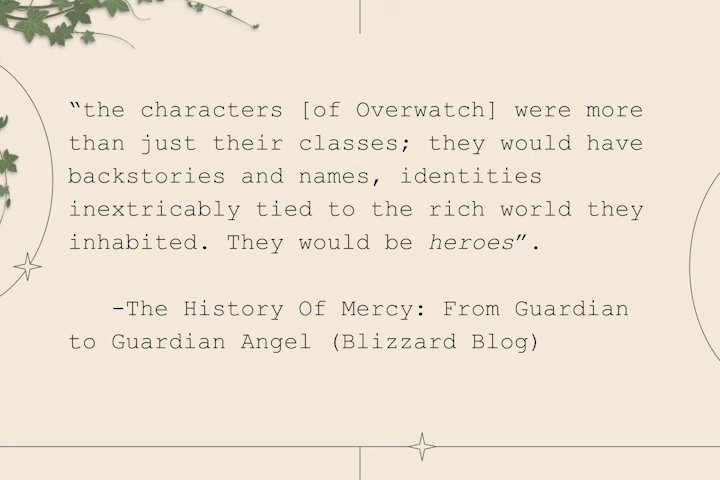 “the characters [of Overwatch] were more
than just their classes; they would have
backstories and names, identities
inextricably tied to the rich world they
inhabited. They would be heroes”.
-The History Of Mercy: From Guardian
to Guardian Angel (Blizzard Blog)